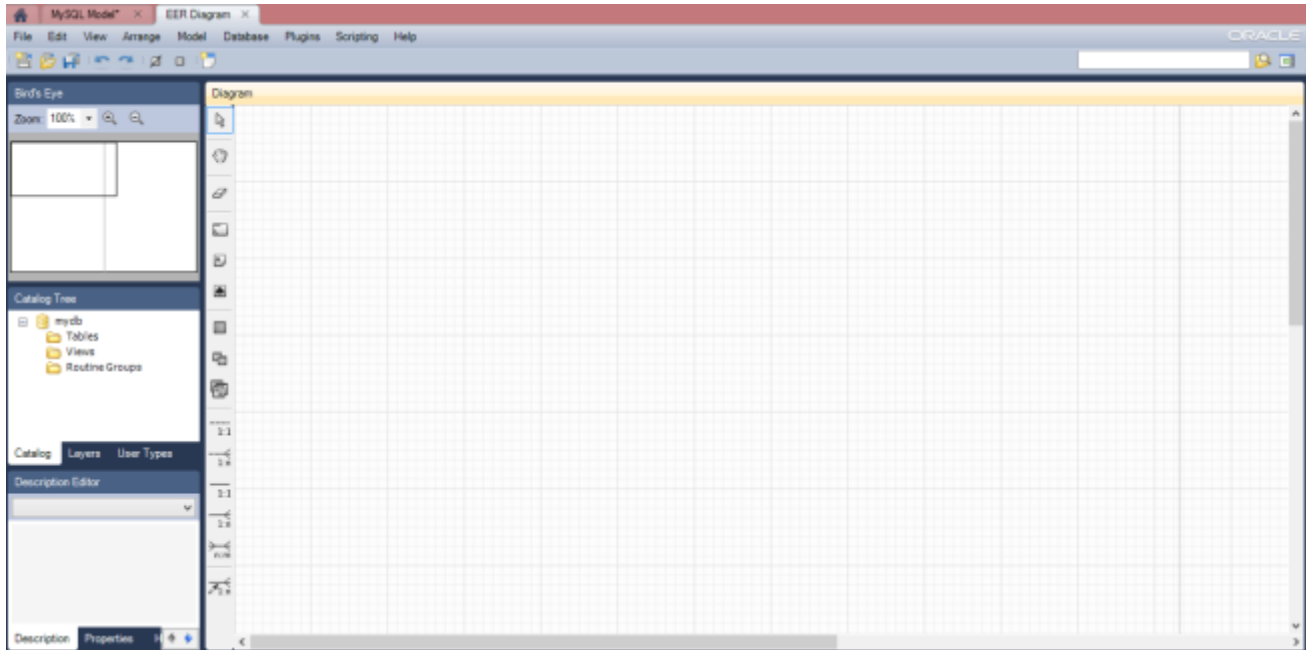 MySQL Model* × EER Diagram ×
File Edit View Arrange Model Database Plugins Scripting Help
ORACLE
Bird's Eye
Zoom: 100%
Diagram
Catalog Tree
mydb
Tables
Views
Routine Groups
1:1
1:n
1:1
1:n
n:m
1:n
Catalog Layers User Types
Description Editor
Description Properties H